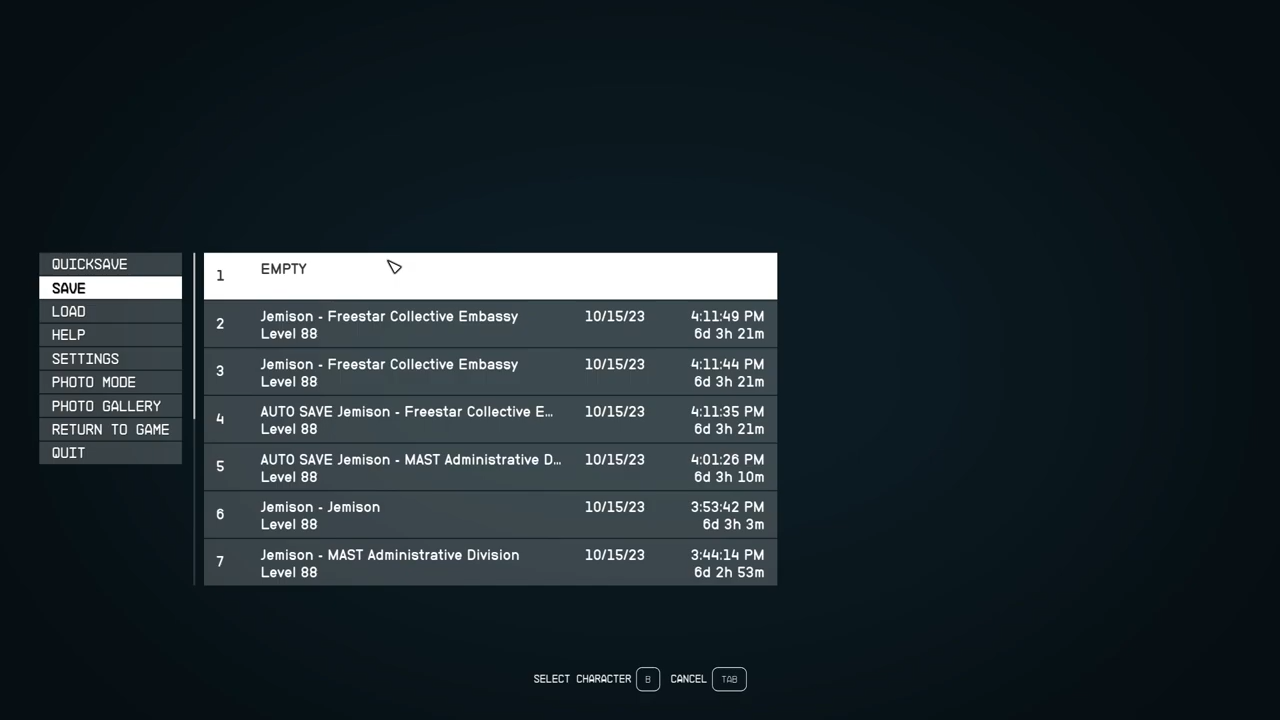 QUICKSAVE
SAVE
LOAD
HELP
SETTINGS
PHOTO MODE
PHOTO GALLERY
RETURN TO GAME
QUIT
1 EMPTY
2 Jemison - Freestar Collective Embassy 10/15/23 4:11:49 PM
Level 88 6d 3h 21m
3 Jemison - Freestar Collective Embassy 10/15/23 4:11:44 PM
Level 88 6d 3h 21m
4 AUTO SAVE Jemison - Freestar Collective E... 10/15/23 4:11:35 PM
Level 88 6d 3h 21m
5 AUTO SAVE Jemison - MAST Administrative D... 10/15/23 4:01:26 PM
Level 88 6d 3h 10m
6 Jemison - Jemison 10/15/23 3:53:42 PM
Level 88 6d 3h 3m
7 Jemison - MAST Administrative Division 10/15/23 3:44:14 PM
Level 88 6d 2h 53m
SELECT CHARACTER B CANCEL TAB